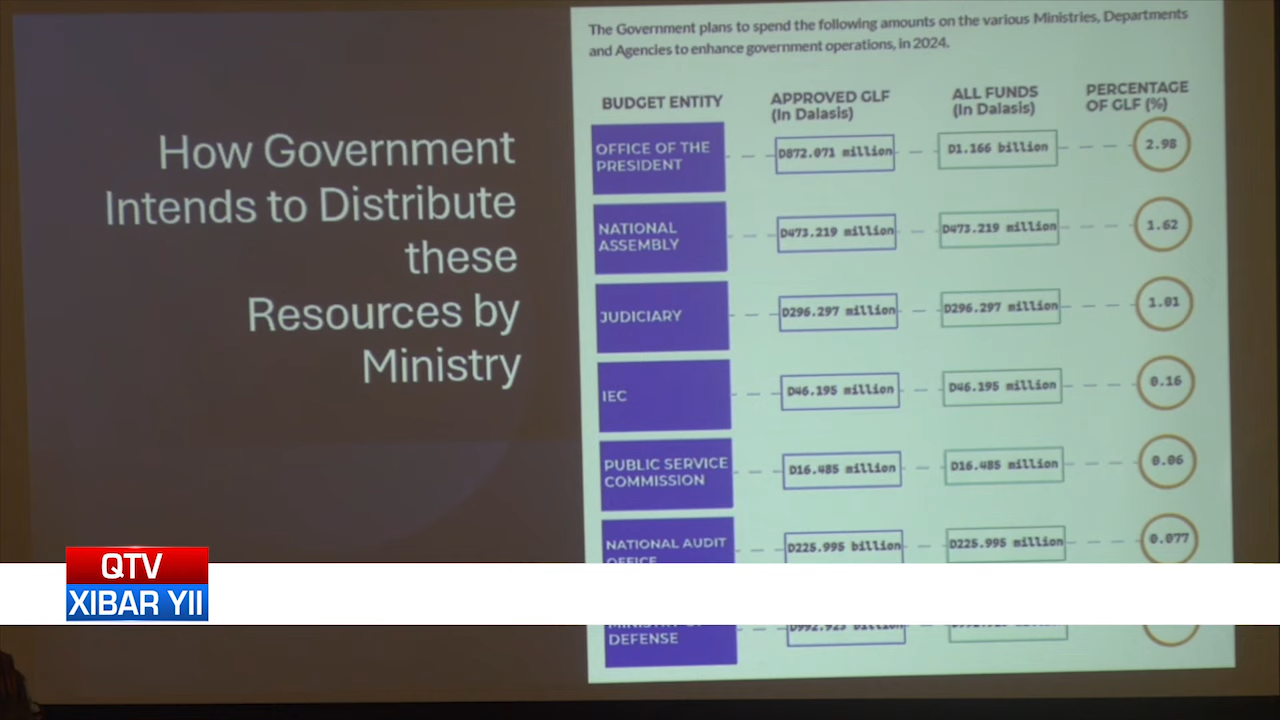 The Government plans to spend the following amounts on the various Ministries, Departments
and Agencies to enhance government operations, in 2024.
How Government
Intends to Distribute
these
Resources by
Ministry
BUDGET ENTITY
APPROVED GLF
(In Dalasis)
ALL FUNDS
(In Dalasis)
PERCENTAGE
OF GLF (%)
OFFICE OF THE
PRESIDENT
D872.071 million
D1.166 billion
2.98
NATIONAL
ASSEMBLY
D473.219 million
D473.219 million
1.62
JUDICIARY
D296.297 million
D296.297 million
1.01
IEC
D46.195 million
D46.195 million
0.16
PUBLIC SERVICE
COMMISSION
D16.485 million
D16.485 million
0.06
NATIONAL AUDIT
OFFICE
D225.995 billion
D225.995 million
0.077
DEFENSE
QTV
XIBAR YII